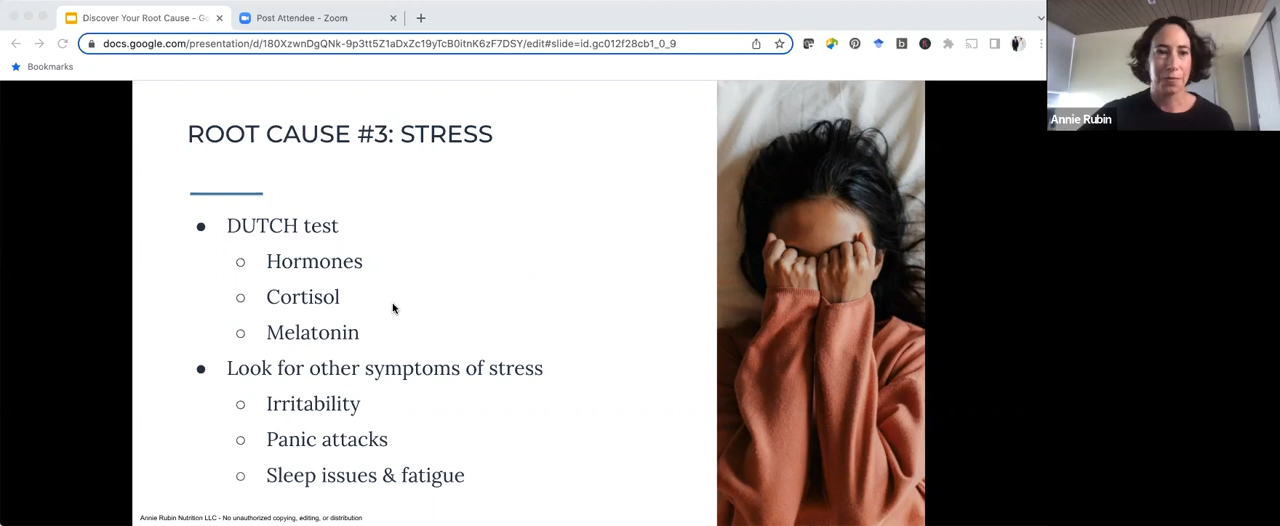 Discover Your Root Cause - Go
Post Attendee - Zoom
docs.google.com/presentation/d/180XzwnDgQNk-9p3tt5Z1aDxZc19yTcB0itnK6zF7DSY/edit#slide=id.gc012f28cb1_0_9
Bookmarks
Annie Rubin
ROOT CAUSE #3: STRESS
● DUTCH test
○ Hormones
○ Cortisol
○ Melatonin
● Look for other symptoms of stress
○ Irritability
○ Panic attacks
○ Sleep issues & fatigue
Annie Rubin Nutrition LLC - No unauthorized copying, editing, or distribution